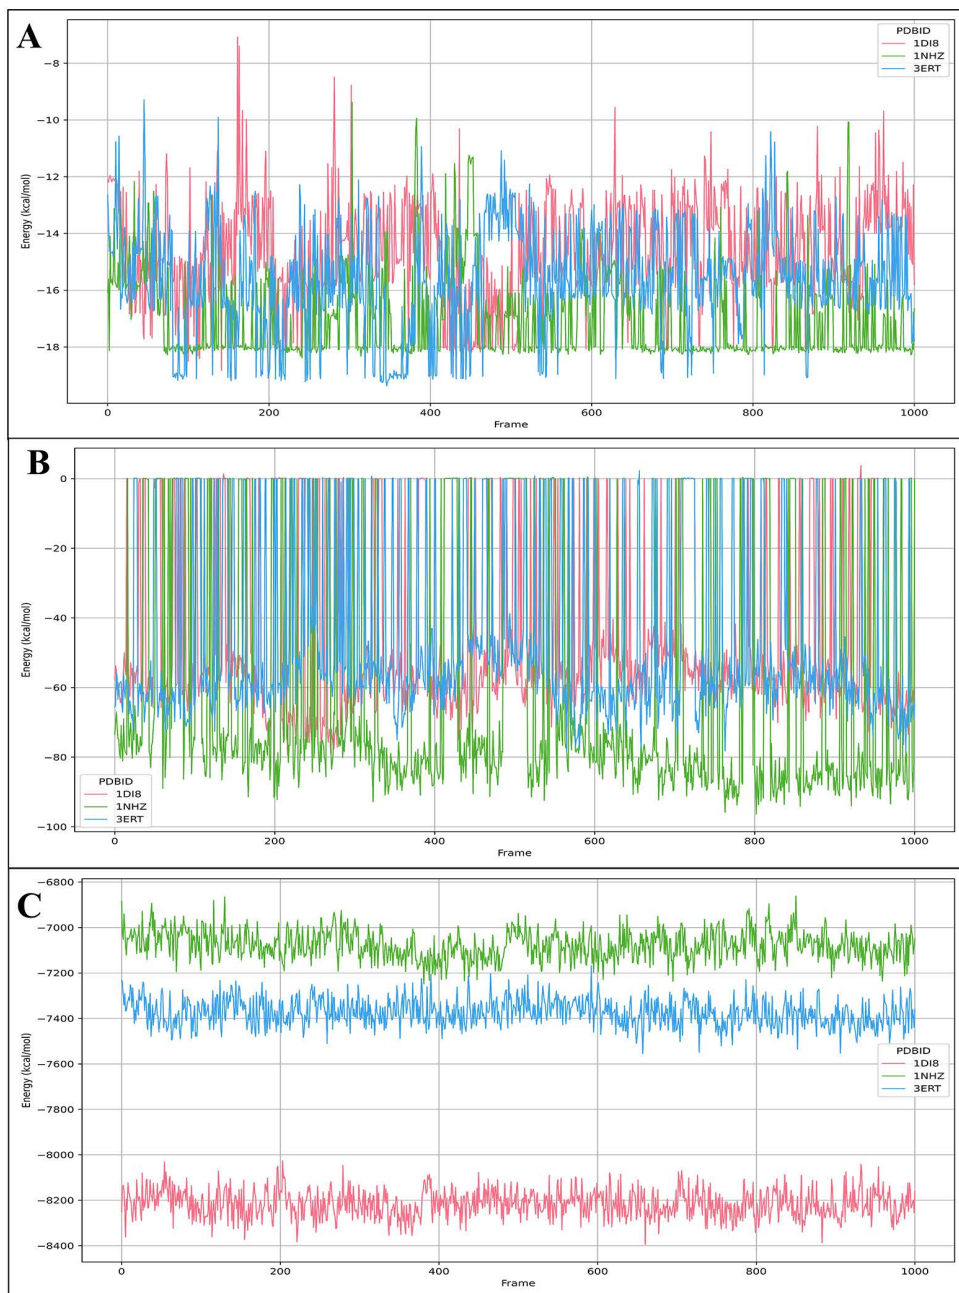 A
PDBID
1DI8
1NHZ
3ERT
−8
−10
−12
−14
−16
−18
Energy (kcal/mol)
0 200 400 600 800 1000
Frame
B
0
−20
−40
−60
−80
−100
Energy (kcal/mol)
PDBID
1DI8
1NHZ
3ERT
0 200 400 600 800 1000
Frame
C
−6800
−7000
−7200
−7400
−7600
−7800
−8000
−8200
−8400
Energy (kcal/mol)
PDBID
1DI8
1NHZ
3ERT
0 200 400 600 800 1000
Frame